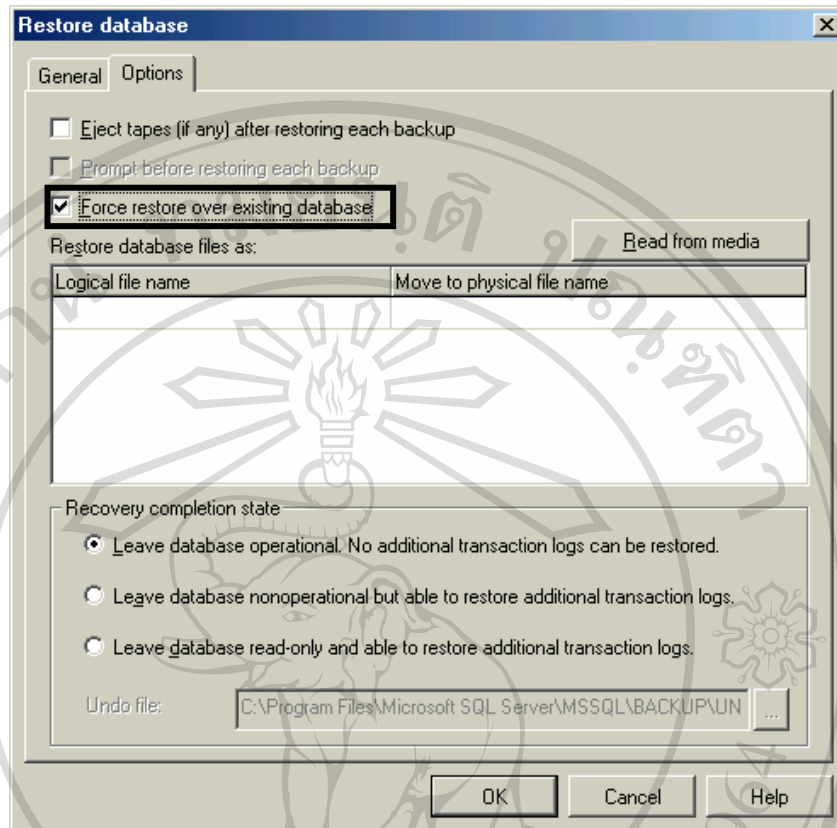 Restore database
General
Options
Eject tapes (if any) after restoring each backup
Prompt before restoring each backup
Force restore over existing database
Restore database files as:
Read from media
Logical file name
Move to physical file name
Recovery completion state
Leave database operational. No additional transaction logs can be restored.
Leave database nonoperational but able to restore additional transaction logs.
Leave database read-only and able to restore additional transaction logs.
Undo file:
C:\Program Files\Microsoft SQL Server\MSSQL\BACKUP\UN
...
OK
Cancel
Help